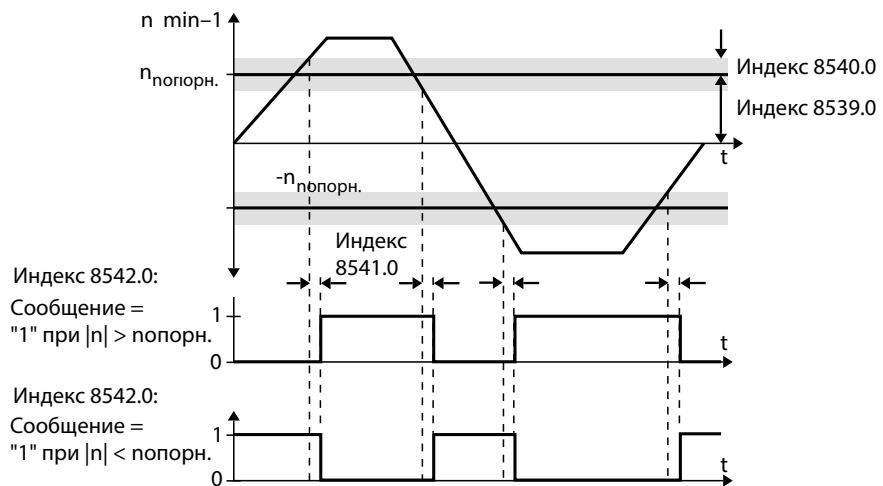 n  min–1
nпопорн.
Индекс 8540.0
Индекс 8539.0
t
-nпопорн.
Индекс
8541.0
Индекс 8542.0:
Сообщение =
"1" при |n| > nопорн.
1
0
t
Индекс 8542.0:
Сообщение =
"1" при |n| < nопорн.
1
0
t